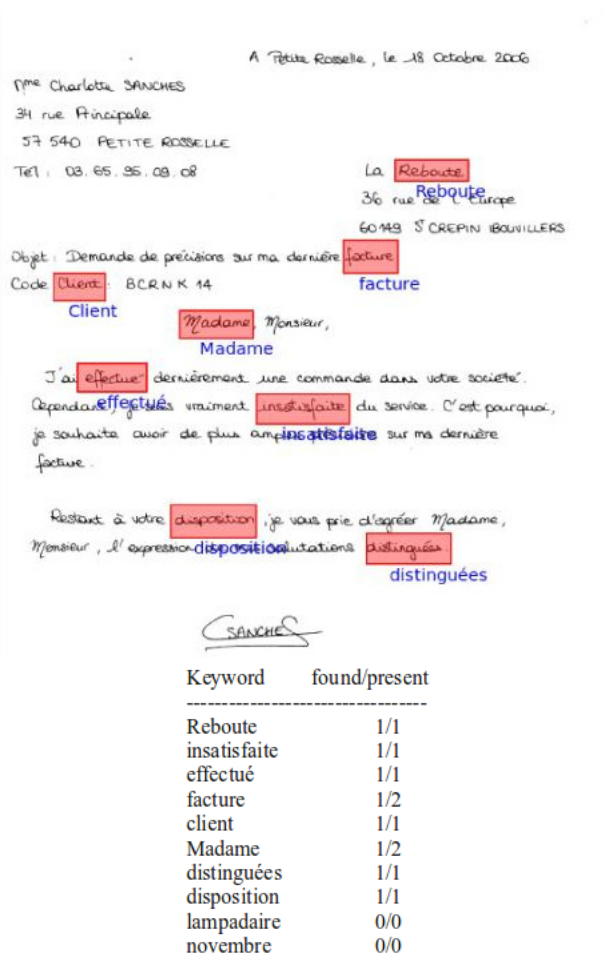 A Petite Rosselle, le 18 Octobre 2006
Mme Charlotte SANCHES
34 rue Principale
57 540 PETITE ROSSELLE
Tel : 03.65.95.09.08
La Reboute
Reboute
36 rue de l'Europe
60149 St CREPIN IBOUVILLERS
Objet : Demande de précisions sur ma dernière facture
facture
Code Client : BCRNK 14
Client
Madame, Monsieur,
Madame
J'ai effectué dernièrement une commande dans votre société.
effectué
Cependant, je vraiment insatisfaite du service. C'est pourquoi,
insatisfaite
je souhaite avoir de plus amples sur ma dernière
facture.
Restant à votre disposition, je vous prie d'agréer Madame,
disposition
Monsieur, l'expression salutations distinguées.
distinguées
SANCHES
Keyword found/present
----------------------------------
Reboute 1/1
insatisfaite 1/1
effectué 1/1
facture 1/2
client 1/1
Madame 1/2
distinguées 1/1
disposition 1/1
lampadaire 0/0
novembre 0/0